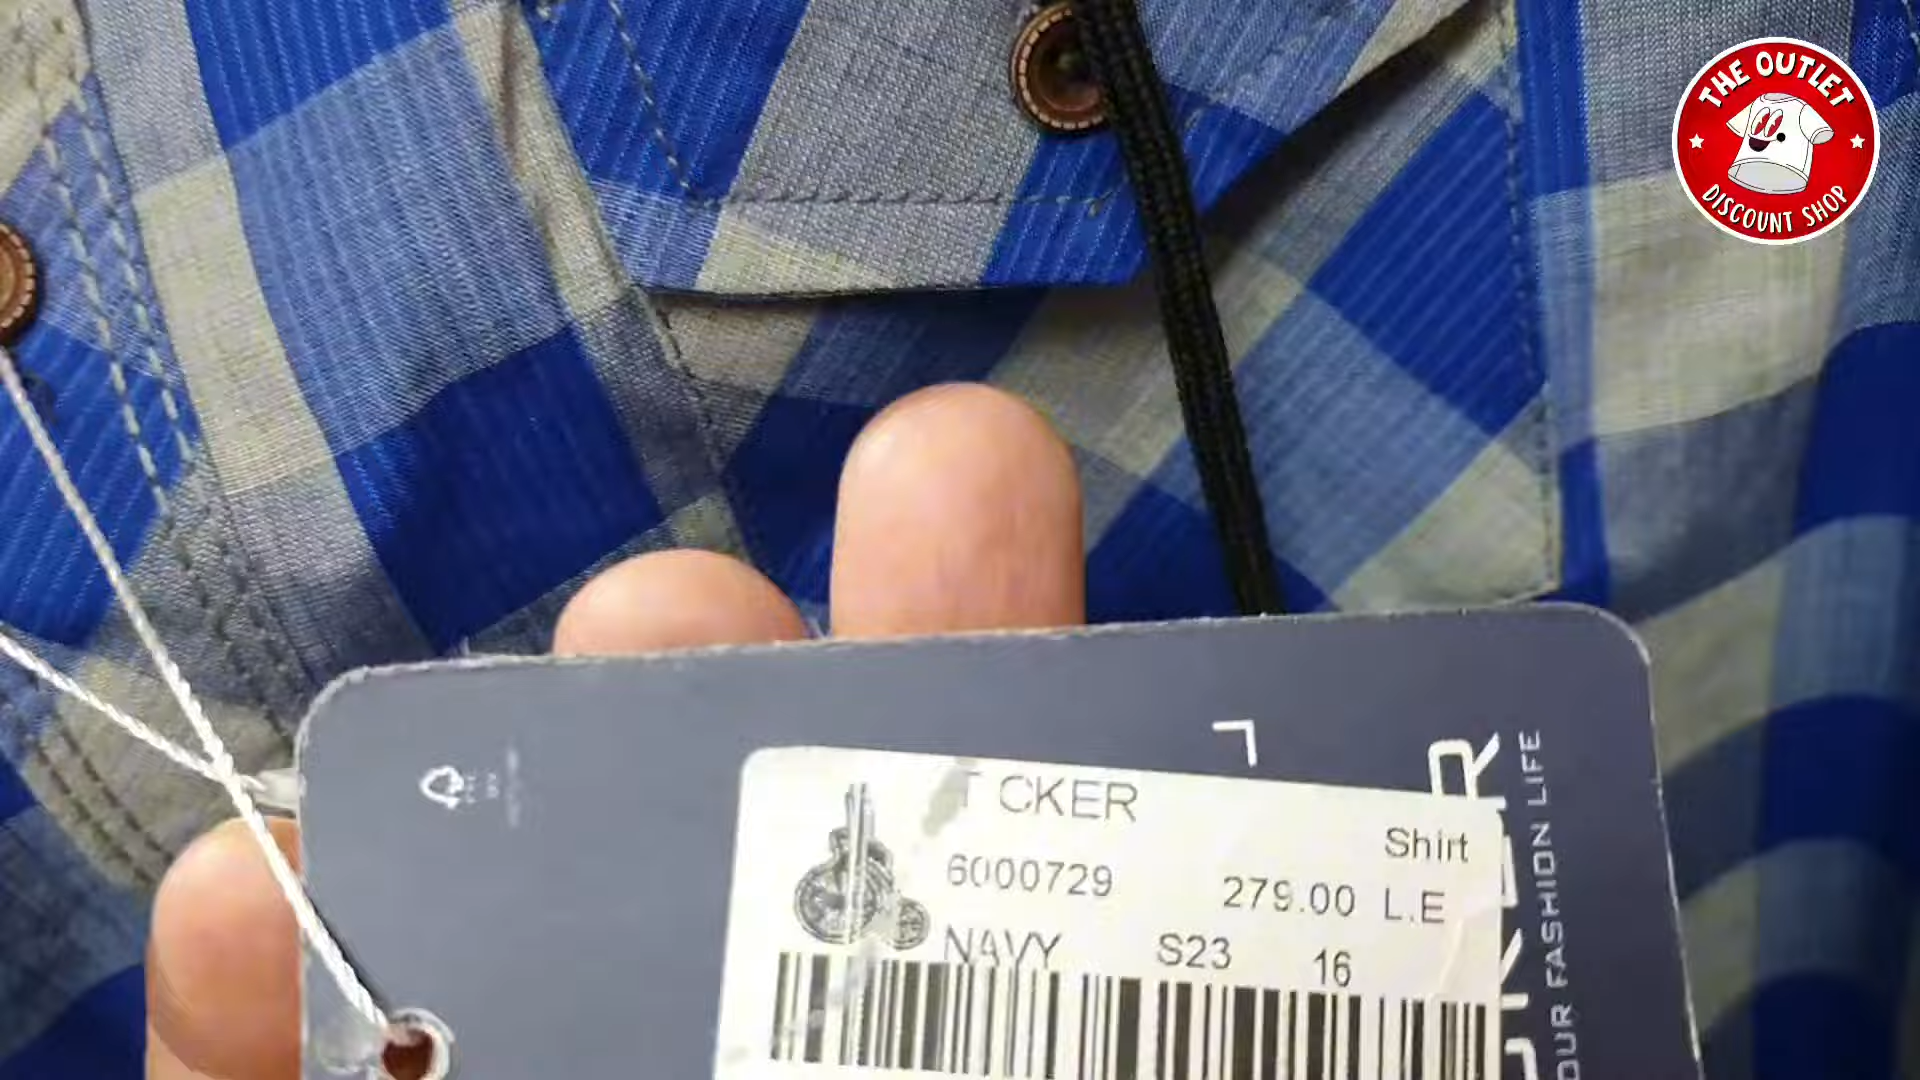 THE OUTLET
DISCOUNT SHOP
T CKER
Shirt
6000729
279.00 L.E
NAVY
S23
16
OUR FASHION LIFE